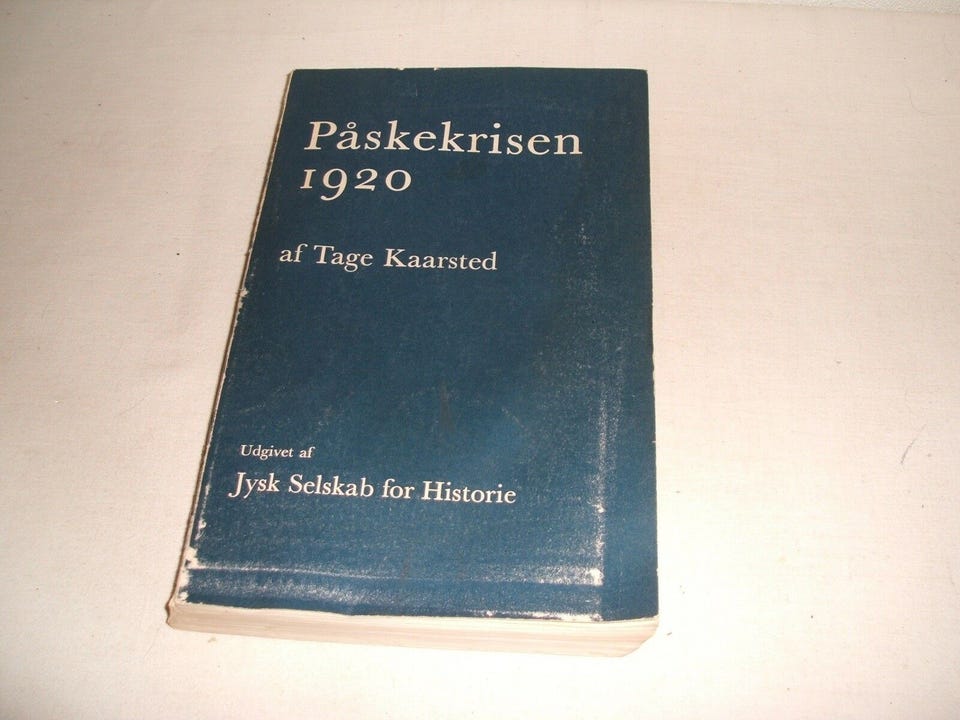 Påskekrisen
1920
af Tage Kaarsted
Udgivet af
Jysk Selskab for Historie